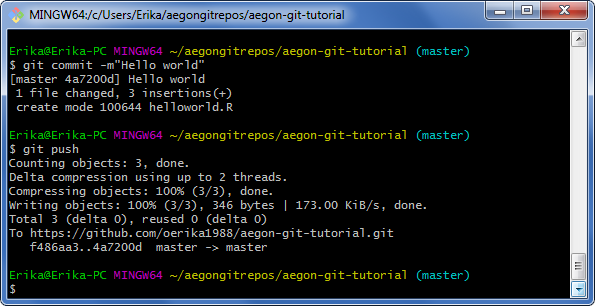 MINGW64:/c/Users/Erika/aegongitrepos/aegon-git-tutorial
Erika@Erika-PC MINGW64 ~/aegongitrepos/aegon-git-tutorial (master)
$ git commit -m"Hello world"
[master 4a7200d] Hello world
 1 file changed, 3 insertions(+)
 create mode 100644 helloworld.R
Erika@Erika-PC MINGW64 ~/aegongitrepos/aegon-git-tutorial (master)
$ git push
Counting objects: 3, done.
Delta compression using up to 2 threads.
Compressing objects: 100% (3/3), done.
Writing objects: 100% (3/3), 346 bytes | 173.00 KiB/s, done.
Total 3 (delta 0), reused 0 (delta 0)
To https://github.com/oerika1988/aegon-git-tutorial.git
   f486aa3..4a7200d  master -> master
Erika@Erika-PC MINGW64 ~/aegongitrepos/aegon-git-tutorial (master)
$